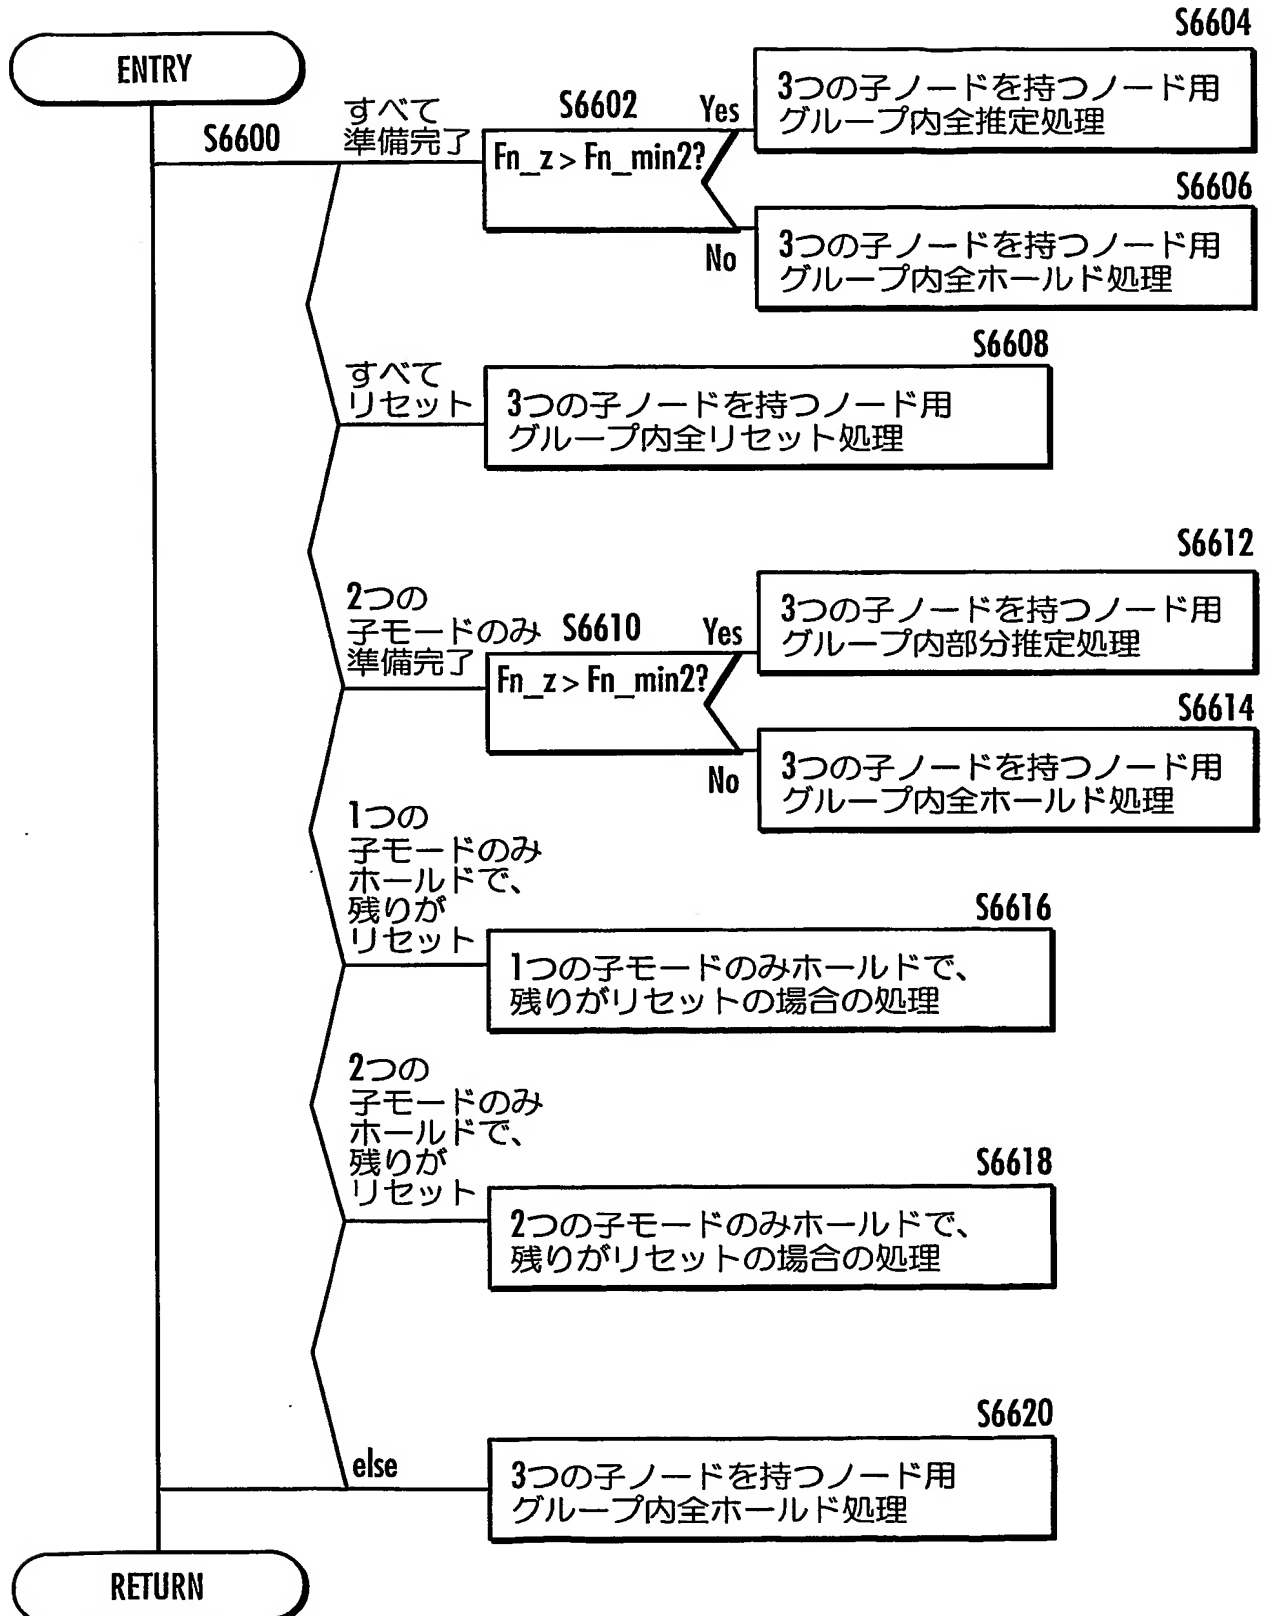 S6604
ENTRY
3つの子ノードを持つノード用
グループ内全推定処理
すべて
準備完了
S6600
S6602
Yes
Fn_z > Fn_min2?
S6606
No
3つの子ノードを持つノード用
グループ内全ホールド処理
S6608
すべて
リセット
3つの子ノードを持つノード用
グループ内全リセット処理
S6612
2つの
子モードのみ
準備完了
S6610
Yes
3つの子ノードを持つノード用
グループ内部分推定処理
Fn_z > Fn_min2?
S6614
No
3つの子ノードを持つノード用
グループ内全ホールド処理
1つの
子モードのみ
ホールドで、
残りが
リセット
S6616
1つの子モードのみホールドで、
残りがリセットの場合の処理
2つの
子モードのみ
ホールドで、
残りが
リセット
S6618
2つの子モードのみホールドで、
残りがリセットの場合の処理
S6620
else
3つの子ノードを持つノード用
グループ内全ホールド処理
RETURN